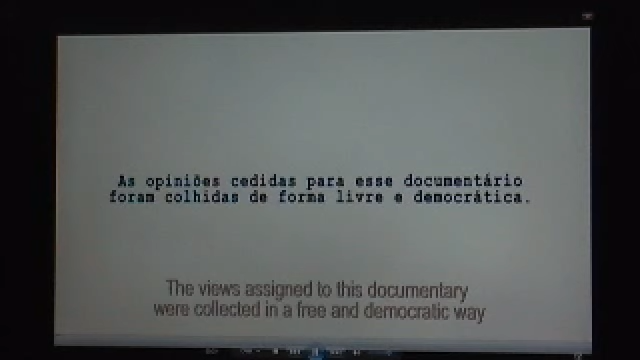 As opiniões cedidas para esse documentário
foram colhidas de forma livre e democrática.
The views assigned to this documentary
were collected in a free and democratic way